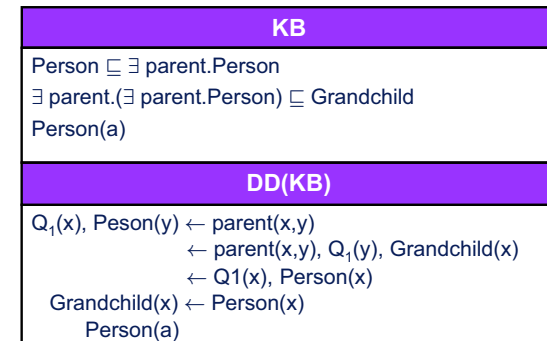 KB
Person ⊑ ∃ parent.Person
∃ parent.(∃ parent.Person) ⊑ Grandchild
Person(a)
DD(KB)
Q₁(x), Peson(y) ← parent(x,y)
← parent(x,y), Q₁(y), Grandchild(x)
← Q1(x), Person(x)
Grandchild(x) ← Person(x)
Person(a)